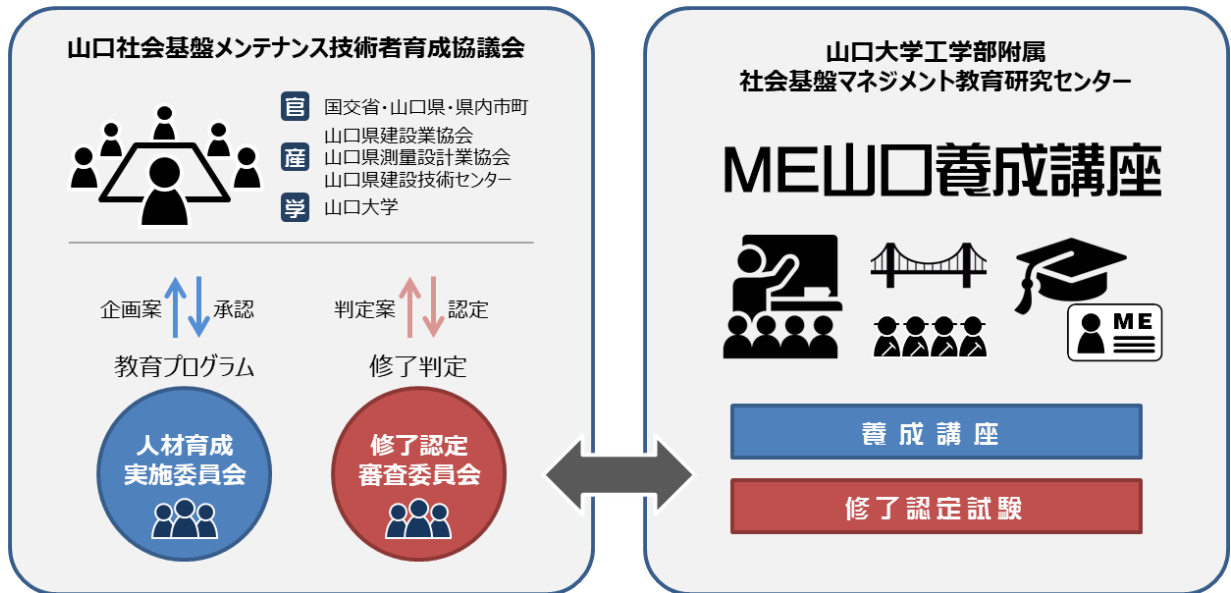 山口社会基盤メンテナンス技術者育成協議会
官 国交省・山口県・県内市町
山口県建設業協会
産 山口県測量設計業協会
山口県建設技術センター
学 山口大学
企画案 承認
判定案 認定
教育プログラム
修了判定
人材育成
実施委員会
修了認定
審査委員会
山口大学工学部附属
社会基盤マネジメント教育研究センター
ME山口養成講座
ME
養成講座
修了認定試験